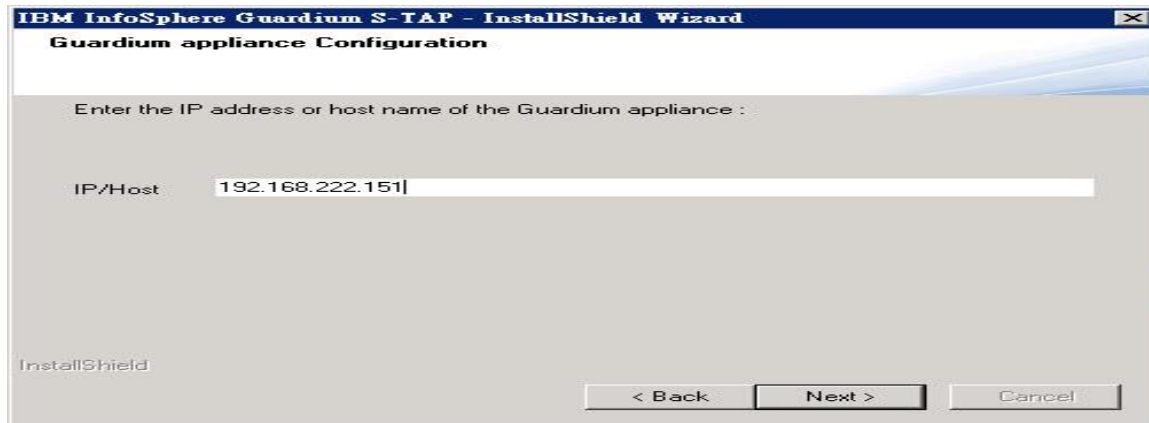 IBM InfoSphere Guardium S-TAP - InstallShield Wizard
Guardium appliance Configuration
Enter the IP address or host name of the Guardium appliance :
IP/Host 192.168.222.151
InstallShield
< Back Next > Cancel